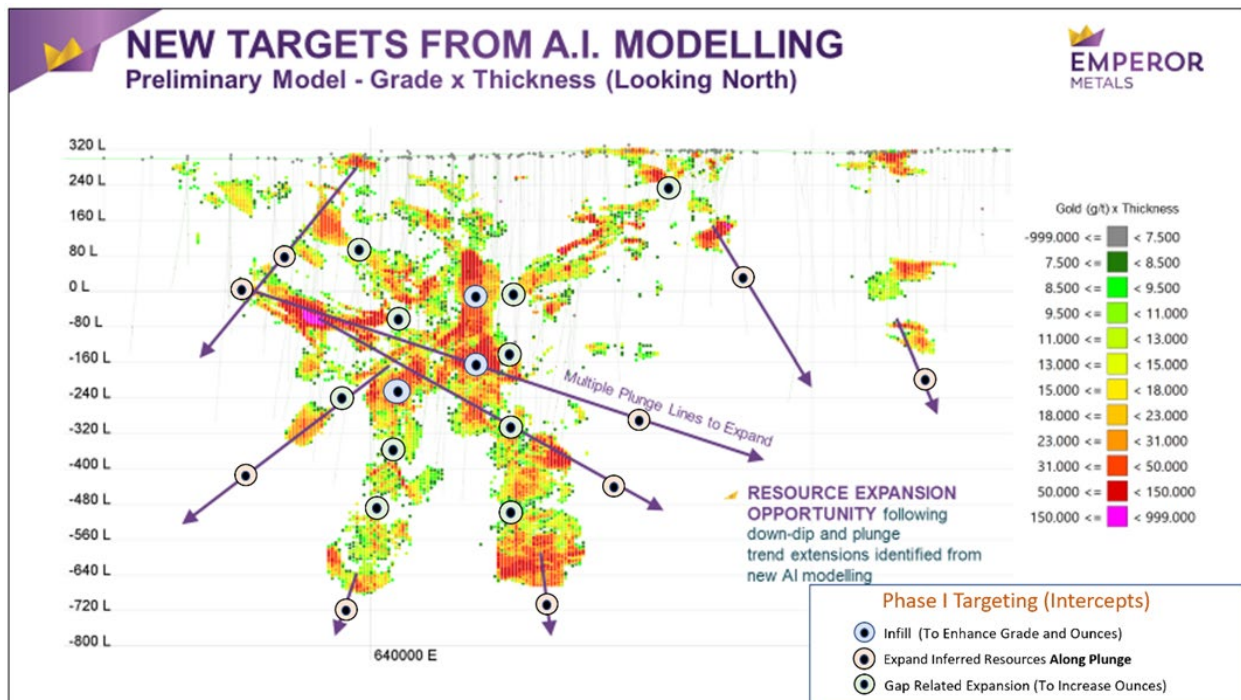 NEW TARGETS FROM A.I. MODELLING
Preliminary Model - Grade x Thickness (Looking North)
EMPEROR
METALS
320 L
240 L
160 L
80 L
0 L
-80 L
-160 L
-240 L
-320 L
-400 L
-480 L
-560 L
-640 L
-720 L
-800 L
640000 E
Multiple Plunge Lines to Expand
Gold (g/t) x Thickness
-999.000 <= < 7.500
7.500 <= < 8.500
8.500 <= < 9.500
9.500 <= < 11.000
11.000 <= < 13.000
13.000 <= < 15.000
15.000 <= < 18.000
18.000 <= < 23.000
23.000 <= < 31.000
31.000 <= < 50.000
50.000 <= < 150.000
150.000 <= < 999.000
RESOURCE EXPANSION
OPPORTUNITY following
down-dip and plunge
trend extensions identified from
new AI modelling
Phase I Targeting (Intercepts)
Infill (To Enhance Grade and Ounces)
Expand Inferred Resources Along Plunge
Gap Related Expansion (To Increase Ounces)